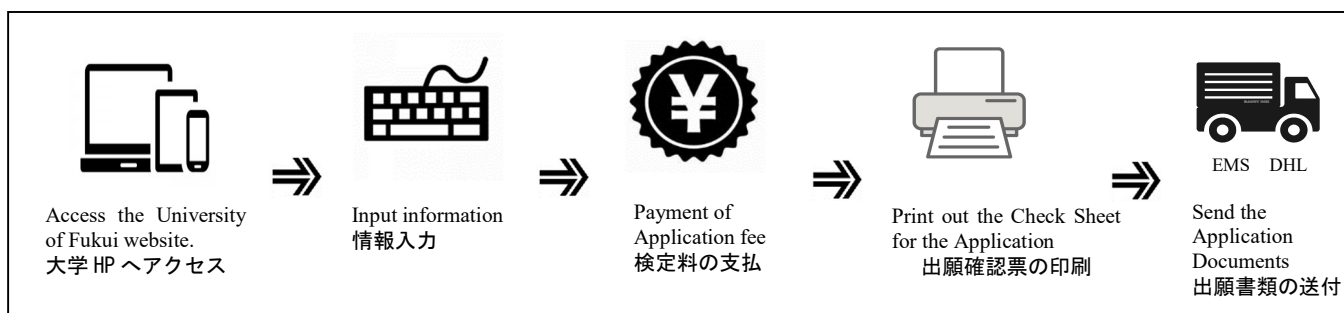 Access the University
of Fukui website.
大学 HP へアクセス
Input information
情報入力
¥
Payment of
Application fee
検定料の支払
Print out the Check Sheet
for the Application
出願確認票の印刷
EMS DHL
Send the
Application
Documents
出願書類の送付